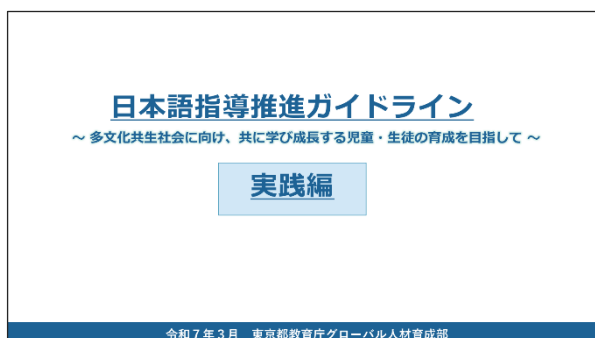 日本語指導推進ガイドライン
～ 多文化共生社会に向け、共に学び成長する児童・生徒の育成を目指して ～
実践編
令和７年３月　東京都教育庁グローバル人材育成部